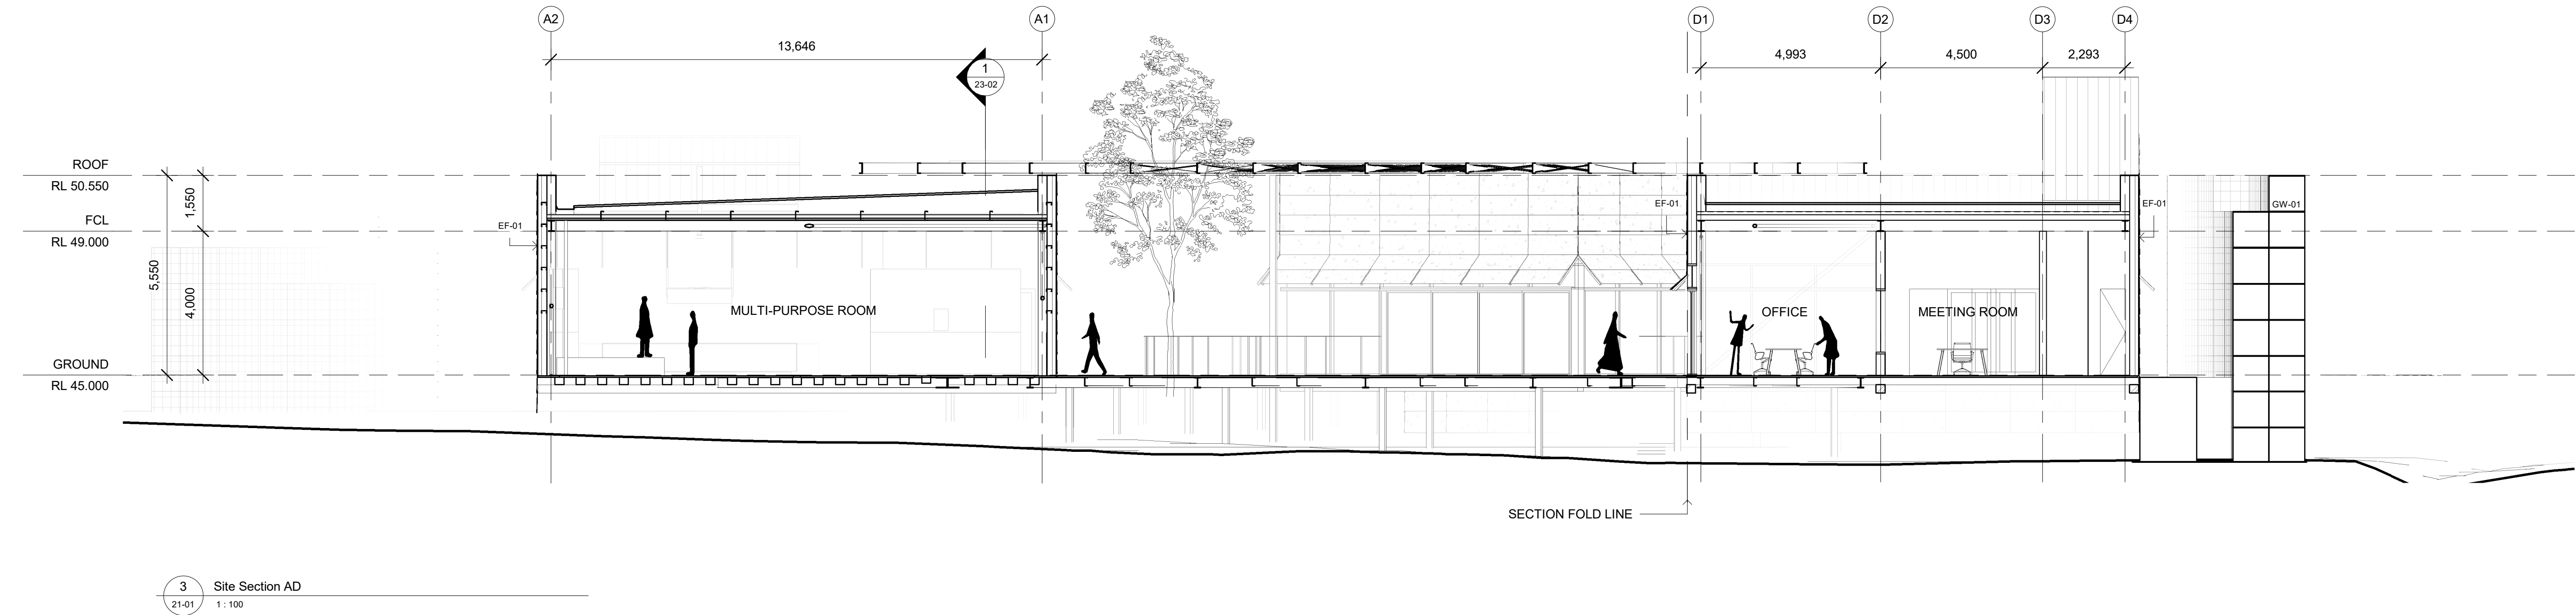 A2
A1
D1
D2
D3
D4
13,646
4,993
4,500
2,293
1
23-02
ROOF
RL 50.550
1,550
FCL
RL 49.000
5,550
4,000
GROUND
RL 45.000
EF-01
EF-01
EF-01
GW-01
MULTI-PURPOSE ROOM
OFFICE
MEETING ROOM
SECTION FOLD LINE
3
21-01
Site Section AD
1 : 100